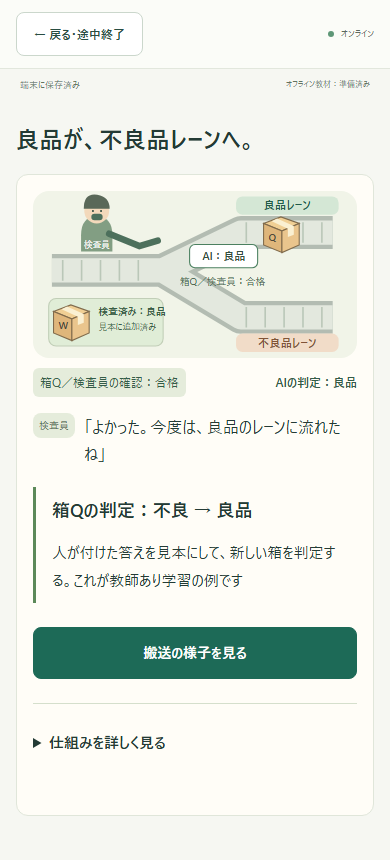 ← 戻る・途中終了
オンライン
端末に保存済み
オフライン教材：準備済み
良品が、不良品レーンへ。
検査員
良品レーン
Q
AI：良品
箱Q／検査員：合格
W
検査済み：良品
見本に追加済み
不良品レーン
箱Q／検査員の確認：合格
AIの判定：良品
検査員
「よかった。今度は、良品のレーンに流れた
ね」
箱Qの判定：不良 → 良品
人が付けた答えを見本にして、新しい箱を判定す
る。これが教師あり学習の例です
搬送の様子を見る
▶ 仕組みを詳しく見る